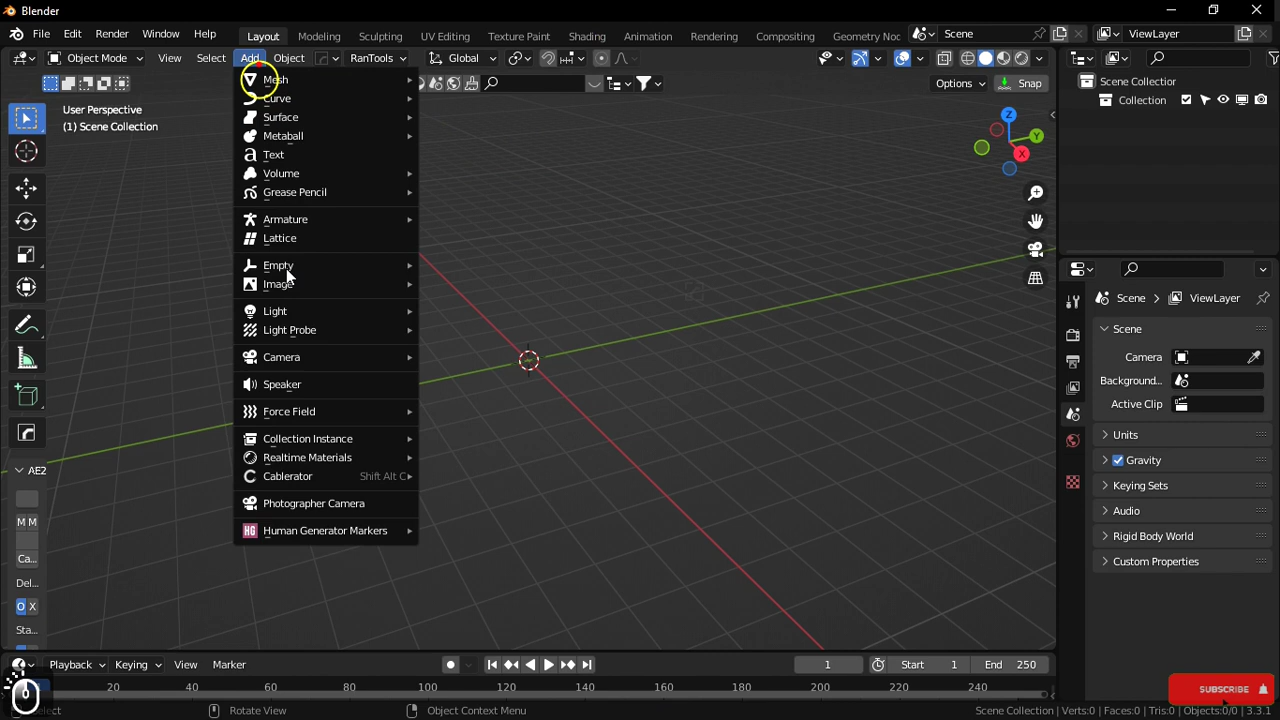 Blender
File Edit Render Window Help Layout Modeling Sculpting UV Editing Texture Paint Shading Animation Rendering Compositing Geometry Noc Scene ViewLayer
Object Mode View Select Add Object RanTools Global
Options Snap
User Perspective
(1) Scene Collection
Mesh
Curve
Surface
Metaball
Text
Volume
Grease Pencil
Armature
Lattice
Empty
Image
Light
Light Probe
Camera
Speaker
Force Field
Collection Instance
Realtime Materials
Cablerator Shift Alt C
Photographer Camera
HG Human Generator Markers
Z
Y
X
AE2
M M
Ca...
Del...
O X
Sta...
Scene Collection
Collection
Scene > ViewLayer
Scene
Camera
Background...
Active Clip
Units
Gravity
Keying Sets
Audio
Rigid Body World
Custom Properties
Playback Keying View Marker 1 Start 1 End 250
20 40 60 80 100 120 140 160 180 200 220 240
SUBSCRIBE
Rotate View Object Context Menu Scene Collection | Verts:0 | Faces:0 | Tris:0 | Objects:0/0 | 3.3.1